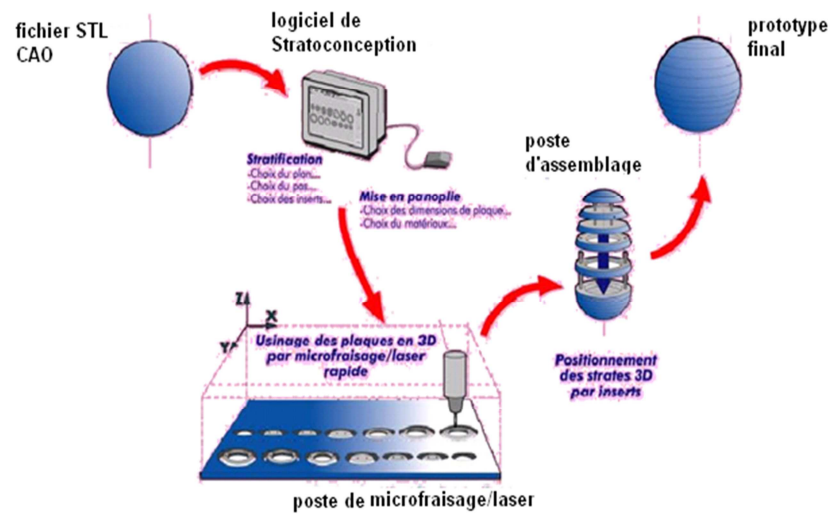 fichier STL
CAO
logiciel de
Stratoconception
prototype
final
Stratification
-Choix du plan...
-Choix du pas...
-Choix des inserts...
Mise en panoplie
-Choix des dimensions de plaque...
-Choix du matériaux...
poste
d'assemblage
Z
X
Y
Usinage des plaques en 3D
par microfraisage/laser
rapide
Positionnement
des strates 3D
par inserts
poste de microfraisage/laser